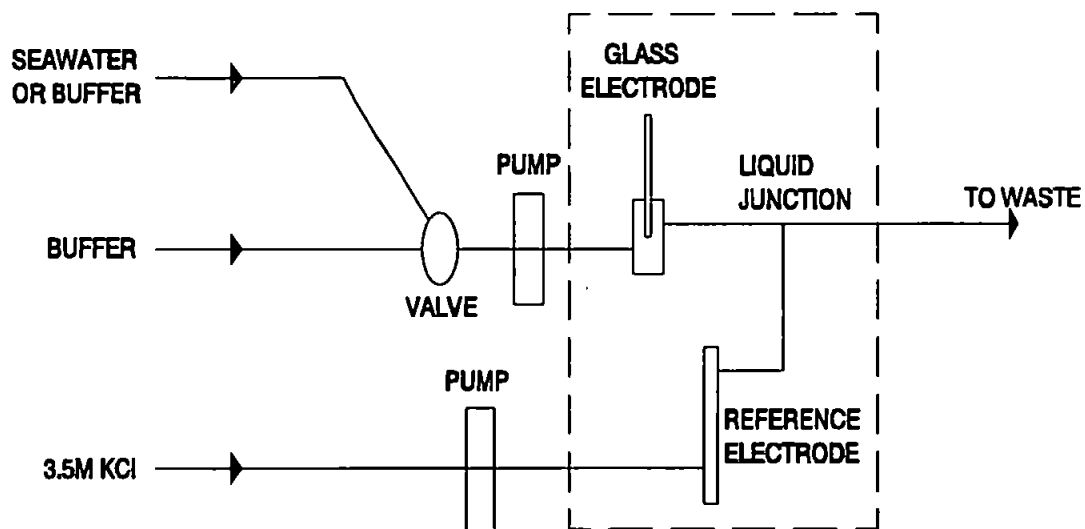 SEAWATER
OR BUFFER
GLASS
ELECTRODE
PUMP
LIQUID
JUNCTION
TO WASTE
BUFFER
VALVE
PUMP
REFERENCE
ELECTRODE
3.5M KCl